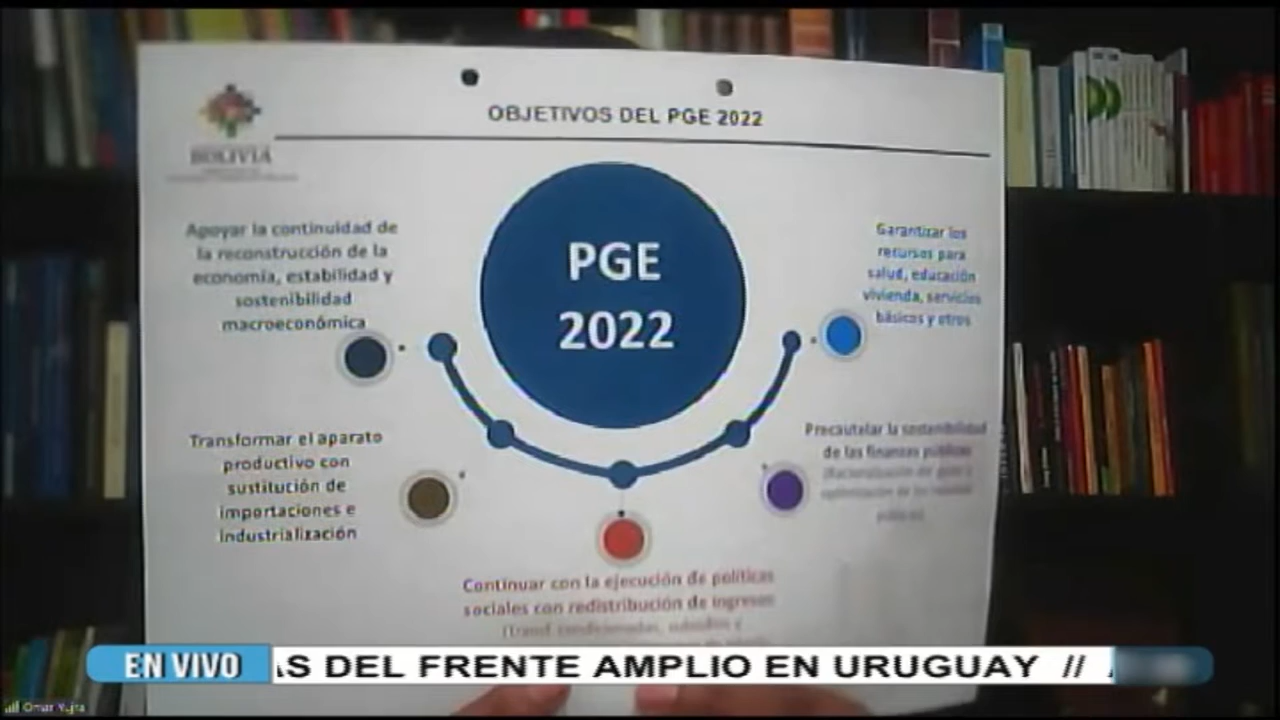 OBJETIVOS DEL PGE 2022
BOLIVIA
Apoyar la continuidad de
la reconstrucción de la
economía, estabilidad y
sostenibilidad
macroeconómica
PGE
2022
Garantizar los
recursos para
salud, educación
vivienda, servicios
básicos y otros
Transformar el aparato
productivo con
sustitución de
importaciones e
industrialización
Precautelar la sostenibilidad
de las finanzas públicas
Continuar con la ejecución de políticas
sociales con redistribución de ingresos
EN VIVO
AS DEL FRENTE AMPLIO EN URUGUAY //
Omar Yujra